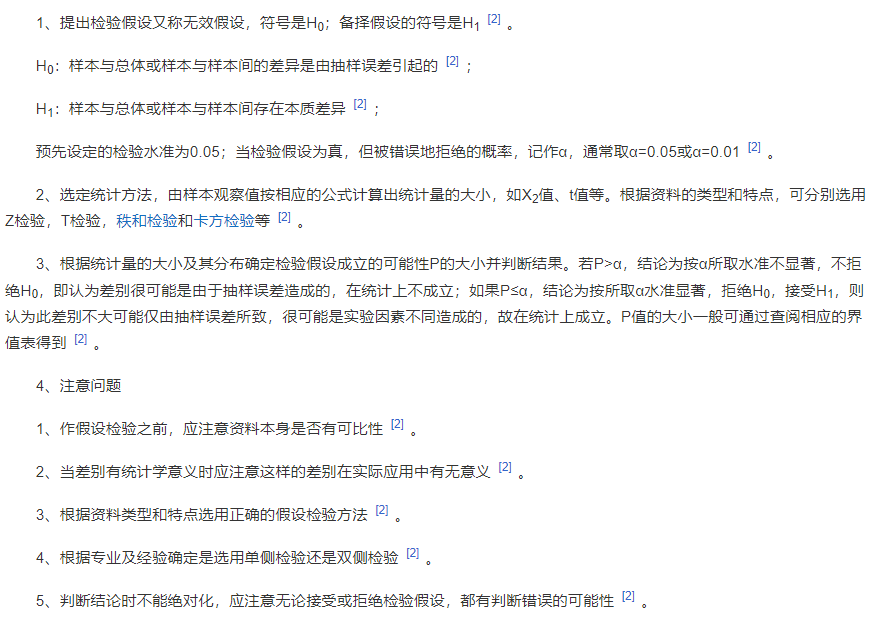 1、提出检验假设又称无效假设，符号是H0；备择假设的符号是H1 [2] 。
H0：样本与总体或样本与样本间的差异是由抽样误差引起的 [2] ；
H1：样本与总体或样本与样本间存在本质差异 [2] ；
预先设定的检验水准为0.05；当检验假设为真，但被错误地拒绝的概率，记作α，通常取α=0.05或α=0.01 [2] 。
2、选定统计方法，由样本观察值按相应的公式计算出统计量的大小，如X2值、t值等。根据资料的类型和特点，可分别选用
Z检验，T检验，秩和检验和卡方检验等 [2] 。
3、根据统计量的大小及其分布确定检验假设成立的可能性P的大小并判断结果。若P>α，结论为按α所取水准不显著，不拒
绝H0，即认为差别很可能是由于抽样误差造成的，在统计上不成立；如果P≤α，结论为按所取α水准显著，拒绝H0，接受H1，则
认为此差别不大可能仅由抽样误差所致，很可能是实验因素不同造成的，故在统计上成立。P值的大小一般可通过查阅相应的界
值表得到 [2] 。
4、注意问题
1、作假设检验之前，应注意资料本身是否有可比性 [2] 。
2、当差别有统计学意义时应注意这样的差别在实际应用中有无意义 [2] 。
3、根据资料类型和特点选用正确的假设检验方法 [2] 。
4、根据专业及经验确定是选用单侧检验还是双侧检验 [2] 。
5、判断结论时不能绝对化，应注意无论接受或拒绝检验假设，都有判断错误的可能性 [2] 。